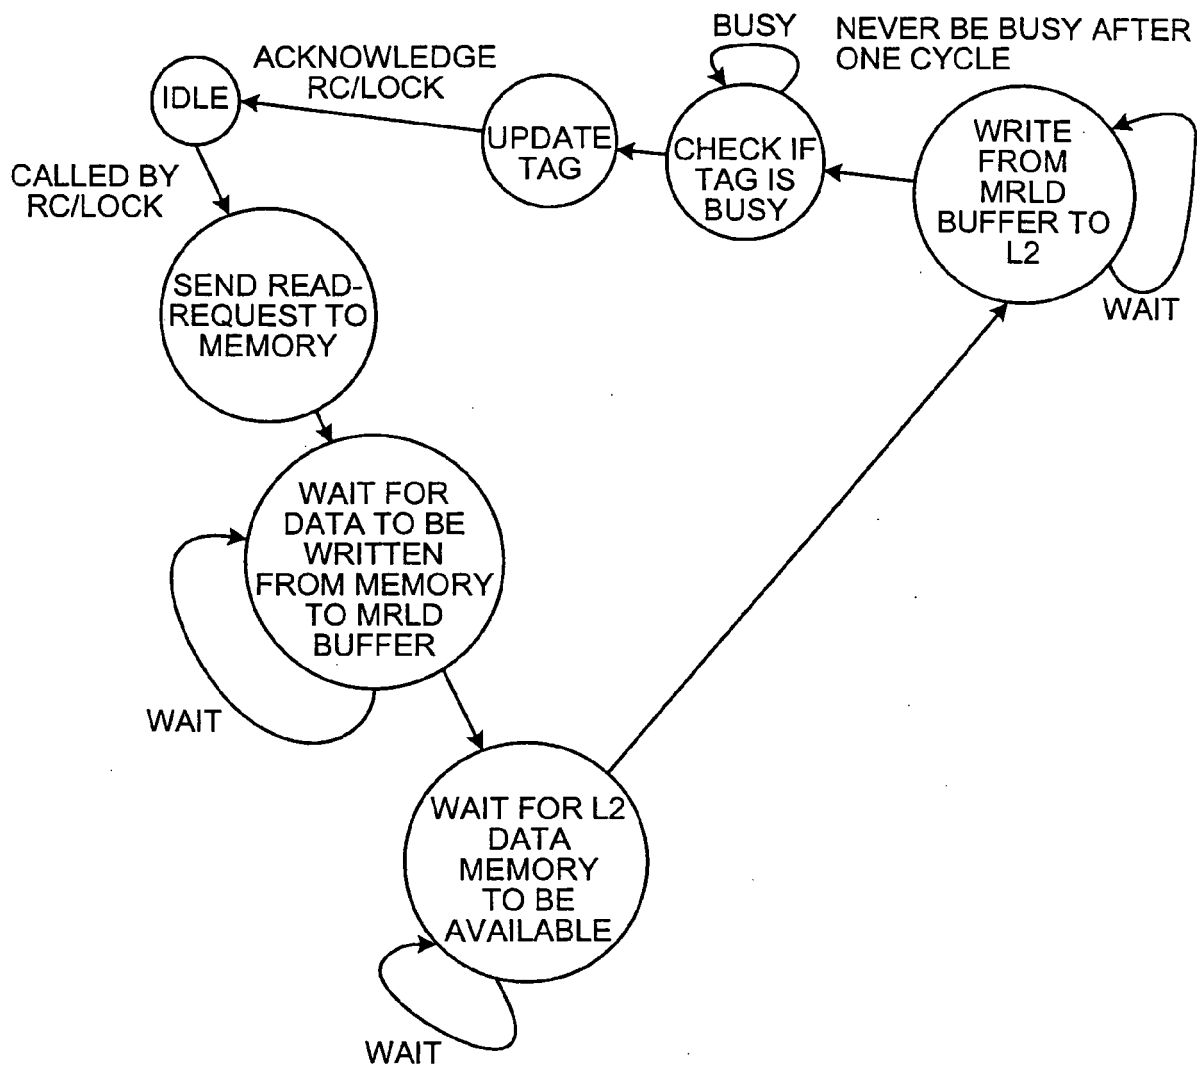 BUSY
NEVER BE BUSY AFTER
ONE CYCLE
ACKNOWLEDGE
RC/LOCK
IDLE
UPDATE
TAG
CHECK IF
TAG IS
BUSY
WRITE
FROM
MRLD
BUFFER TO
L2
WAIT
CALLED BY
RC/LOCK
SEND READ-
REQUEST TO
MEMORY
WAIT FOR
DATA TO BE
WRITTEN
FROM MEMORY
TO MRLD
BUFFER
WAIT
WAIT FOR L2
DATA
MEMORY
TO BE
AVAILABLE
WAIT